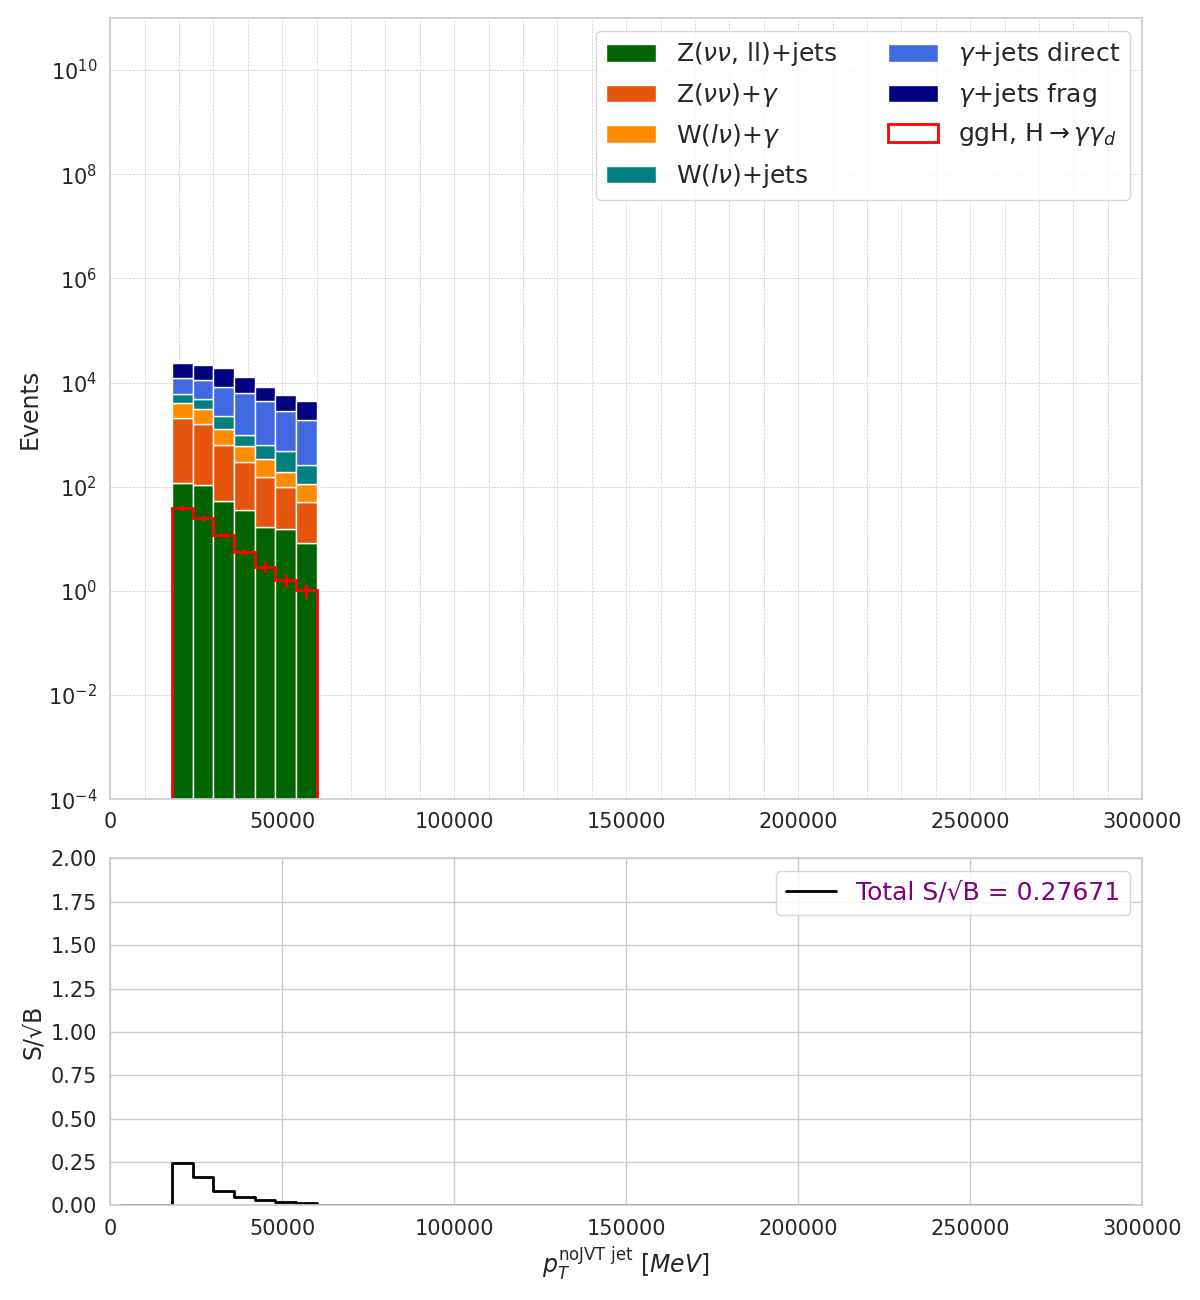 Z(νν, ll)+jets
Z(νν)+γ
W(lν)+γ
W(lν)+jets
γ+jets direct
γ+jets frag
ggH, H→γγ_d
Events
10^10
10^8
10^6
10^4
10^2
10^0
10^−2
10^−4
0 50000 100000 150000 200000 250000 300000
Total S/√B = 0.27671
S/√B
2.00
1.75
1.50
1.25
1.00
0.75
0.50
0.25
0.00
0 50000 100000 150000 200000 250000 300000
p_T^noJVT jet [MeV]